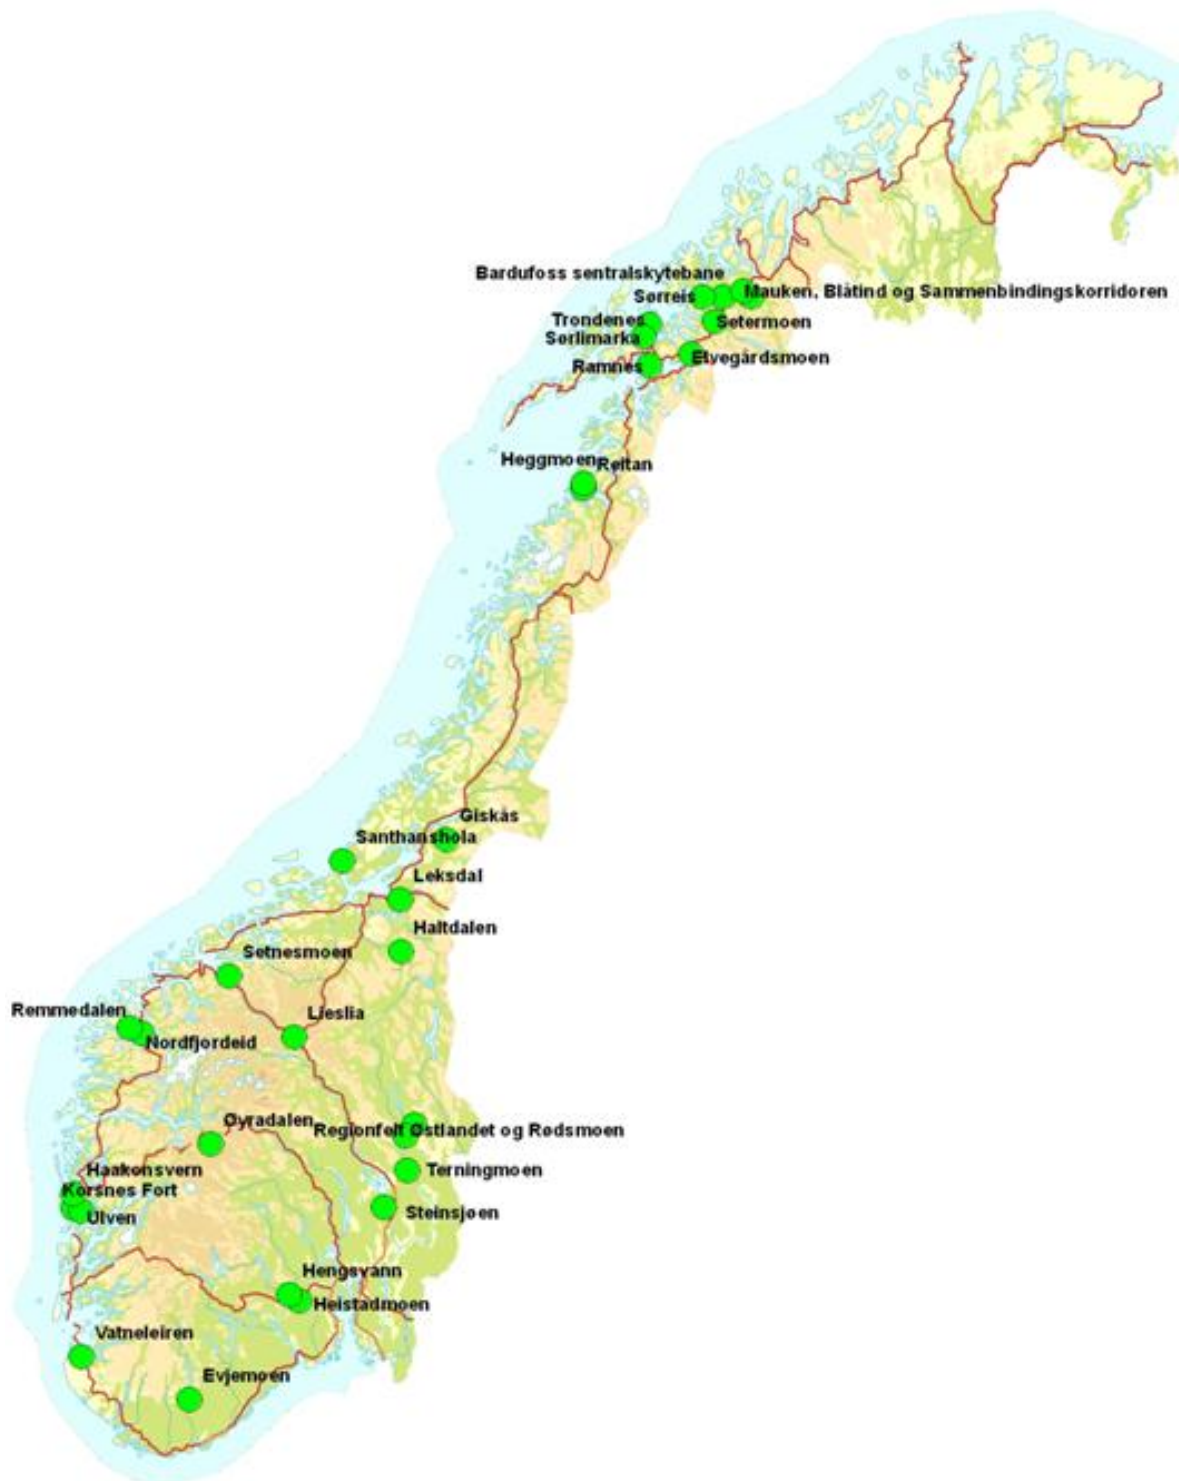 Bardufoss sentralskytebane
Sørreis
Mauken, Blåtind og Sammenbindingskorridoren
Trondenes
Setermoen
Sørlimarka
Elvegårdsmoen
Ramnes
Heggmoen
Reitan
Giskås
Santhanshola
Leksdal
Haltdalen
Setnesmoen
Remmedalen
Lieslia
Nordfjordeid
Øyradalen
Regionfelt Østlandet og Rødsmoen
Haakonsvern
Terningmoen
Korsnes Fort
Ulven
Steinsjøen
Hengsvann
Heistadmoen
Vatneleiren
Evjemoen